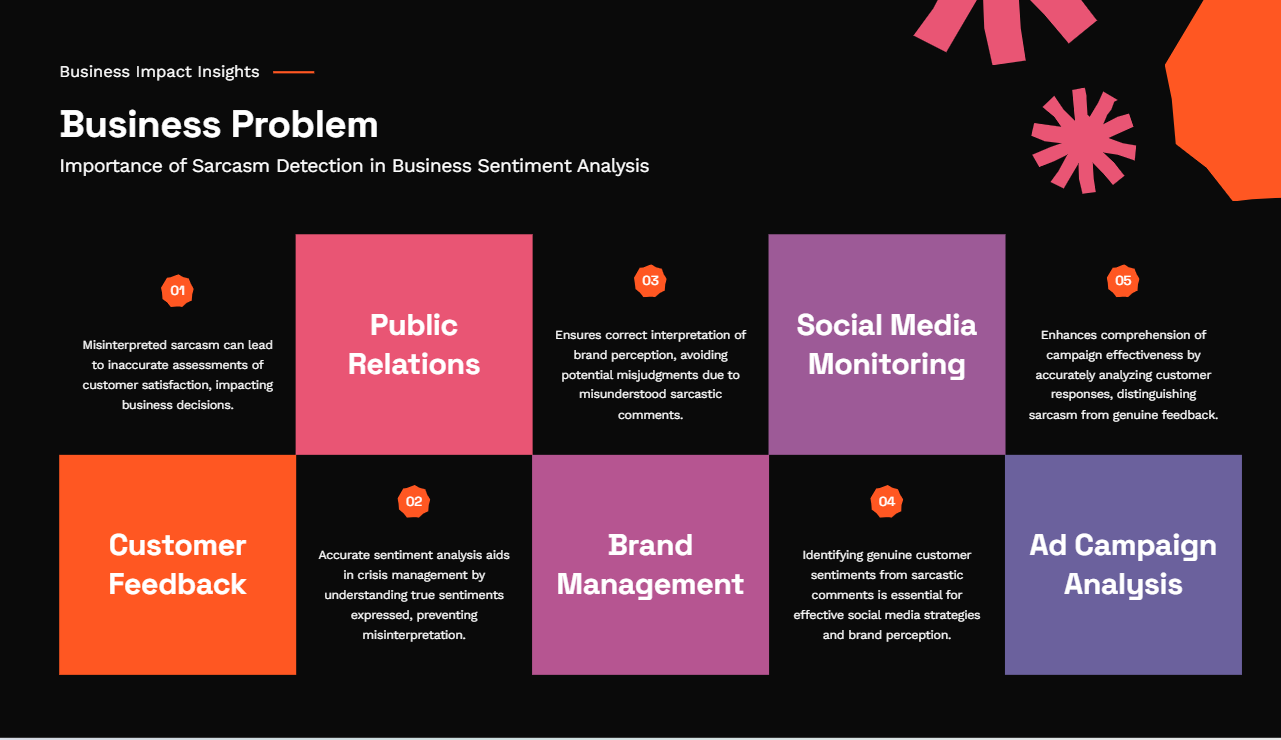 Business Impact Insights
Business Problem
Importance of Sarcasm Detection in Business Sentiment Analysis
01
Misinterpreted sarcasm can lead
to inaccurate assessments of
customer satisfaction, impacting
business decisions.
Customer
Feedback
Public
Relations
02
Accurate sentiment analysis aids
in crisis management by
understanding true sentiments
expressed, preventing
misinterpretation.
03
Ensures correct interpretation of
brand perception, avoiding
potential misjudgments due to
misunderstood sarcastic
comments.
Brand
Management
Social Media
Monitoring
04
Identifying genuine customer
sentiments from sarcastic
comments is essential for
effective social media strategies
and brand perception.
05
Enhances comprehension of
campaign effectiveness by
accurately analyzing customer
responses, distinguishing
sarcasm from genuine feedback.
Ad Campaign
Analysis